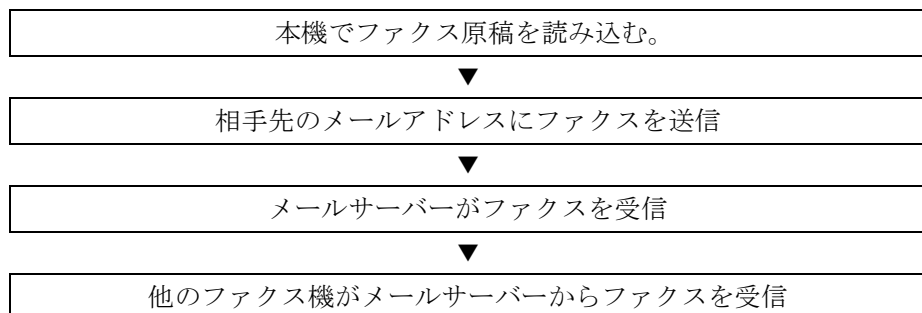 本機でファクス原稿を読み込む。
▼
相手先のメールアドレスにファクスを送信
▼
メールサーバーがファクスを受信
▼
他のファクス機がメールサーバーからファクスを受信